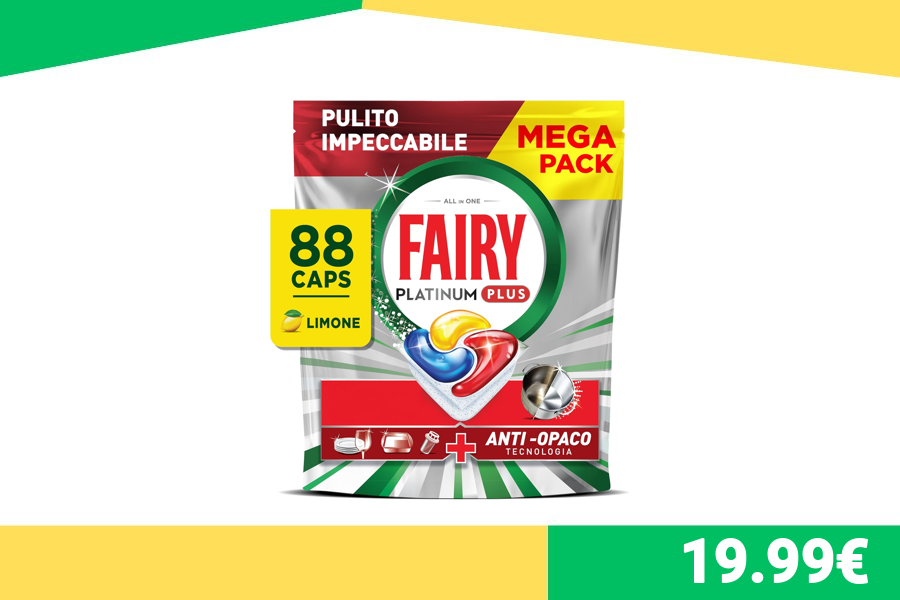 PULITO
IMPECCABILE
MEGA
PACK
ALL in ONE
FAIRY
PLATINUM PLUS
88
CAPS
LIMONE
ANTI-OPACO
TECNOLOGIA
19.99€